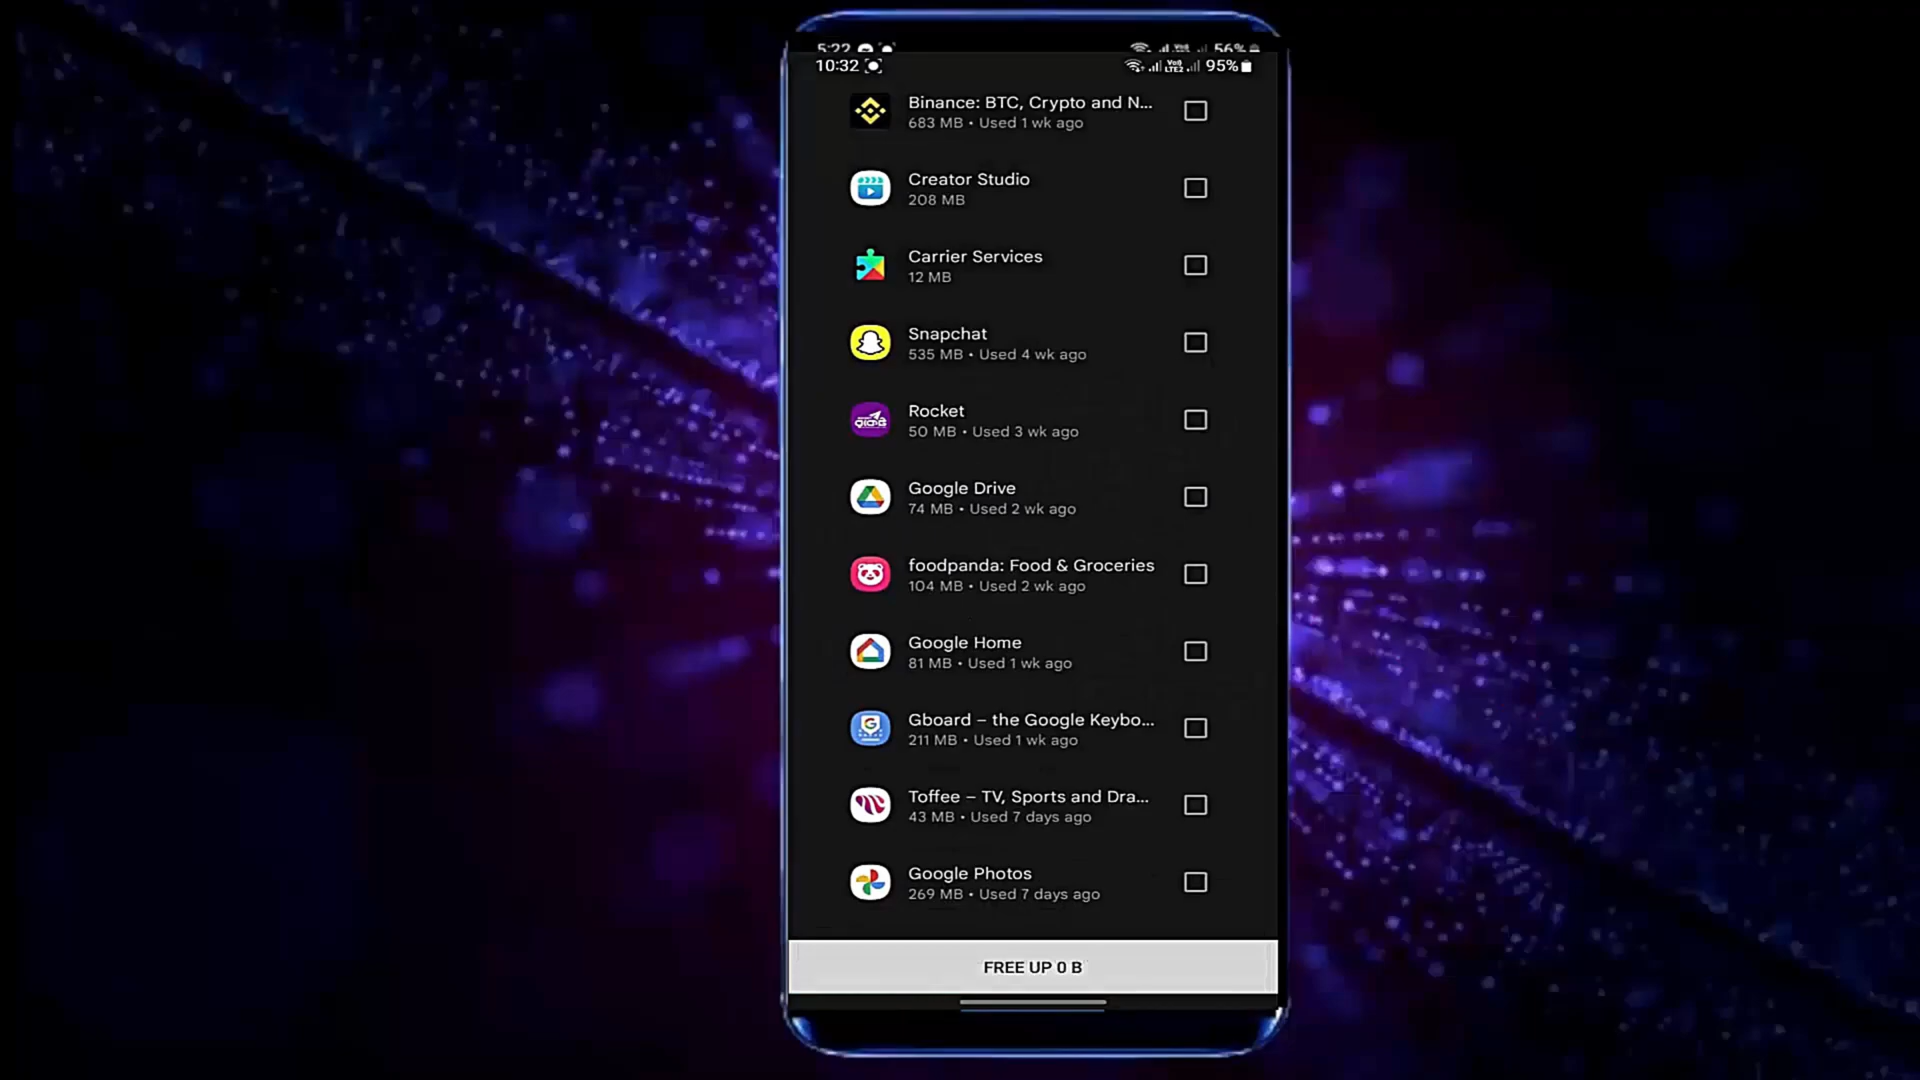 5:22 56%
10:32 95%
Binance: BTC, Crypto and N...
683 MB • Used 1 wk ago
Creator Studio
208 MB
Carrier Services
12 MB
Snapchat
535 MB • Used 4 wk ago
Rocket
50 MB • Used 3 wk ago
Google Drive
74 MB • Used 2 wk ago
foodpanda: Food & Groceries
104 MB • Used 2 wk ago
Google Home
81 MB • Used 1 wk ago
Gboard – the Google Keybo...
211 MB • Used 1 wk ago
Toffee – TV, Sports and Dra...
43 MB • Used 7 days ago
Google Photos
269 MB • Used 7 days ago
FREE UP 0 B